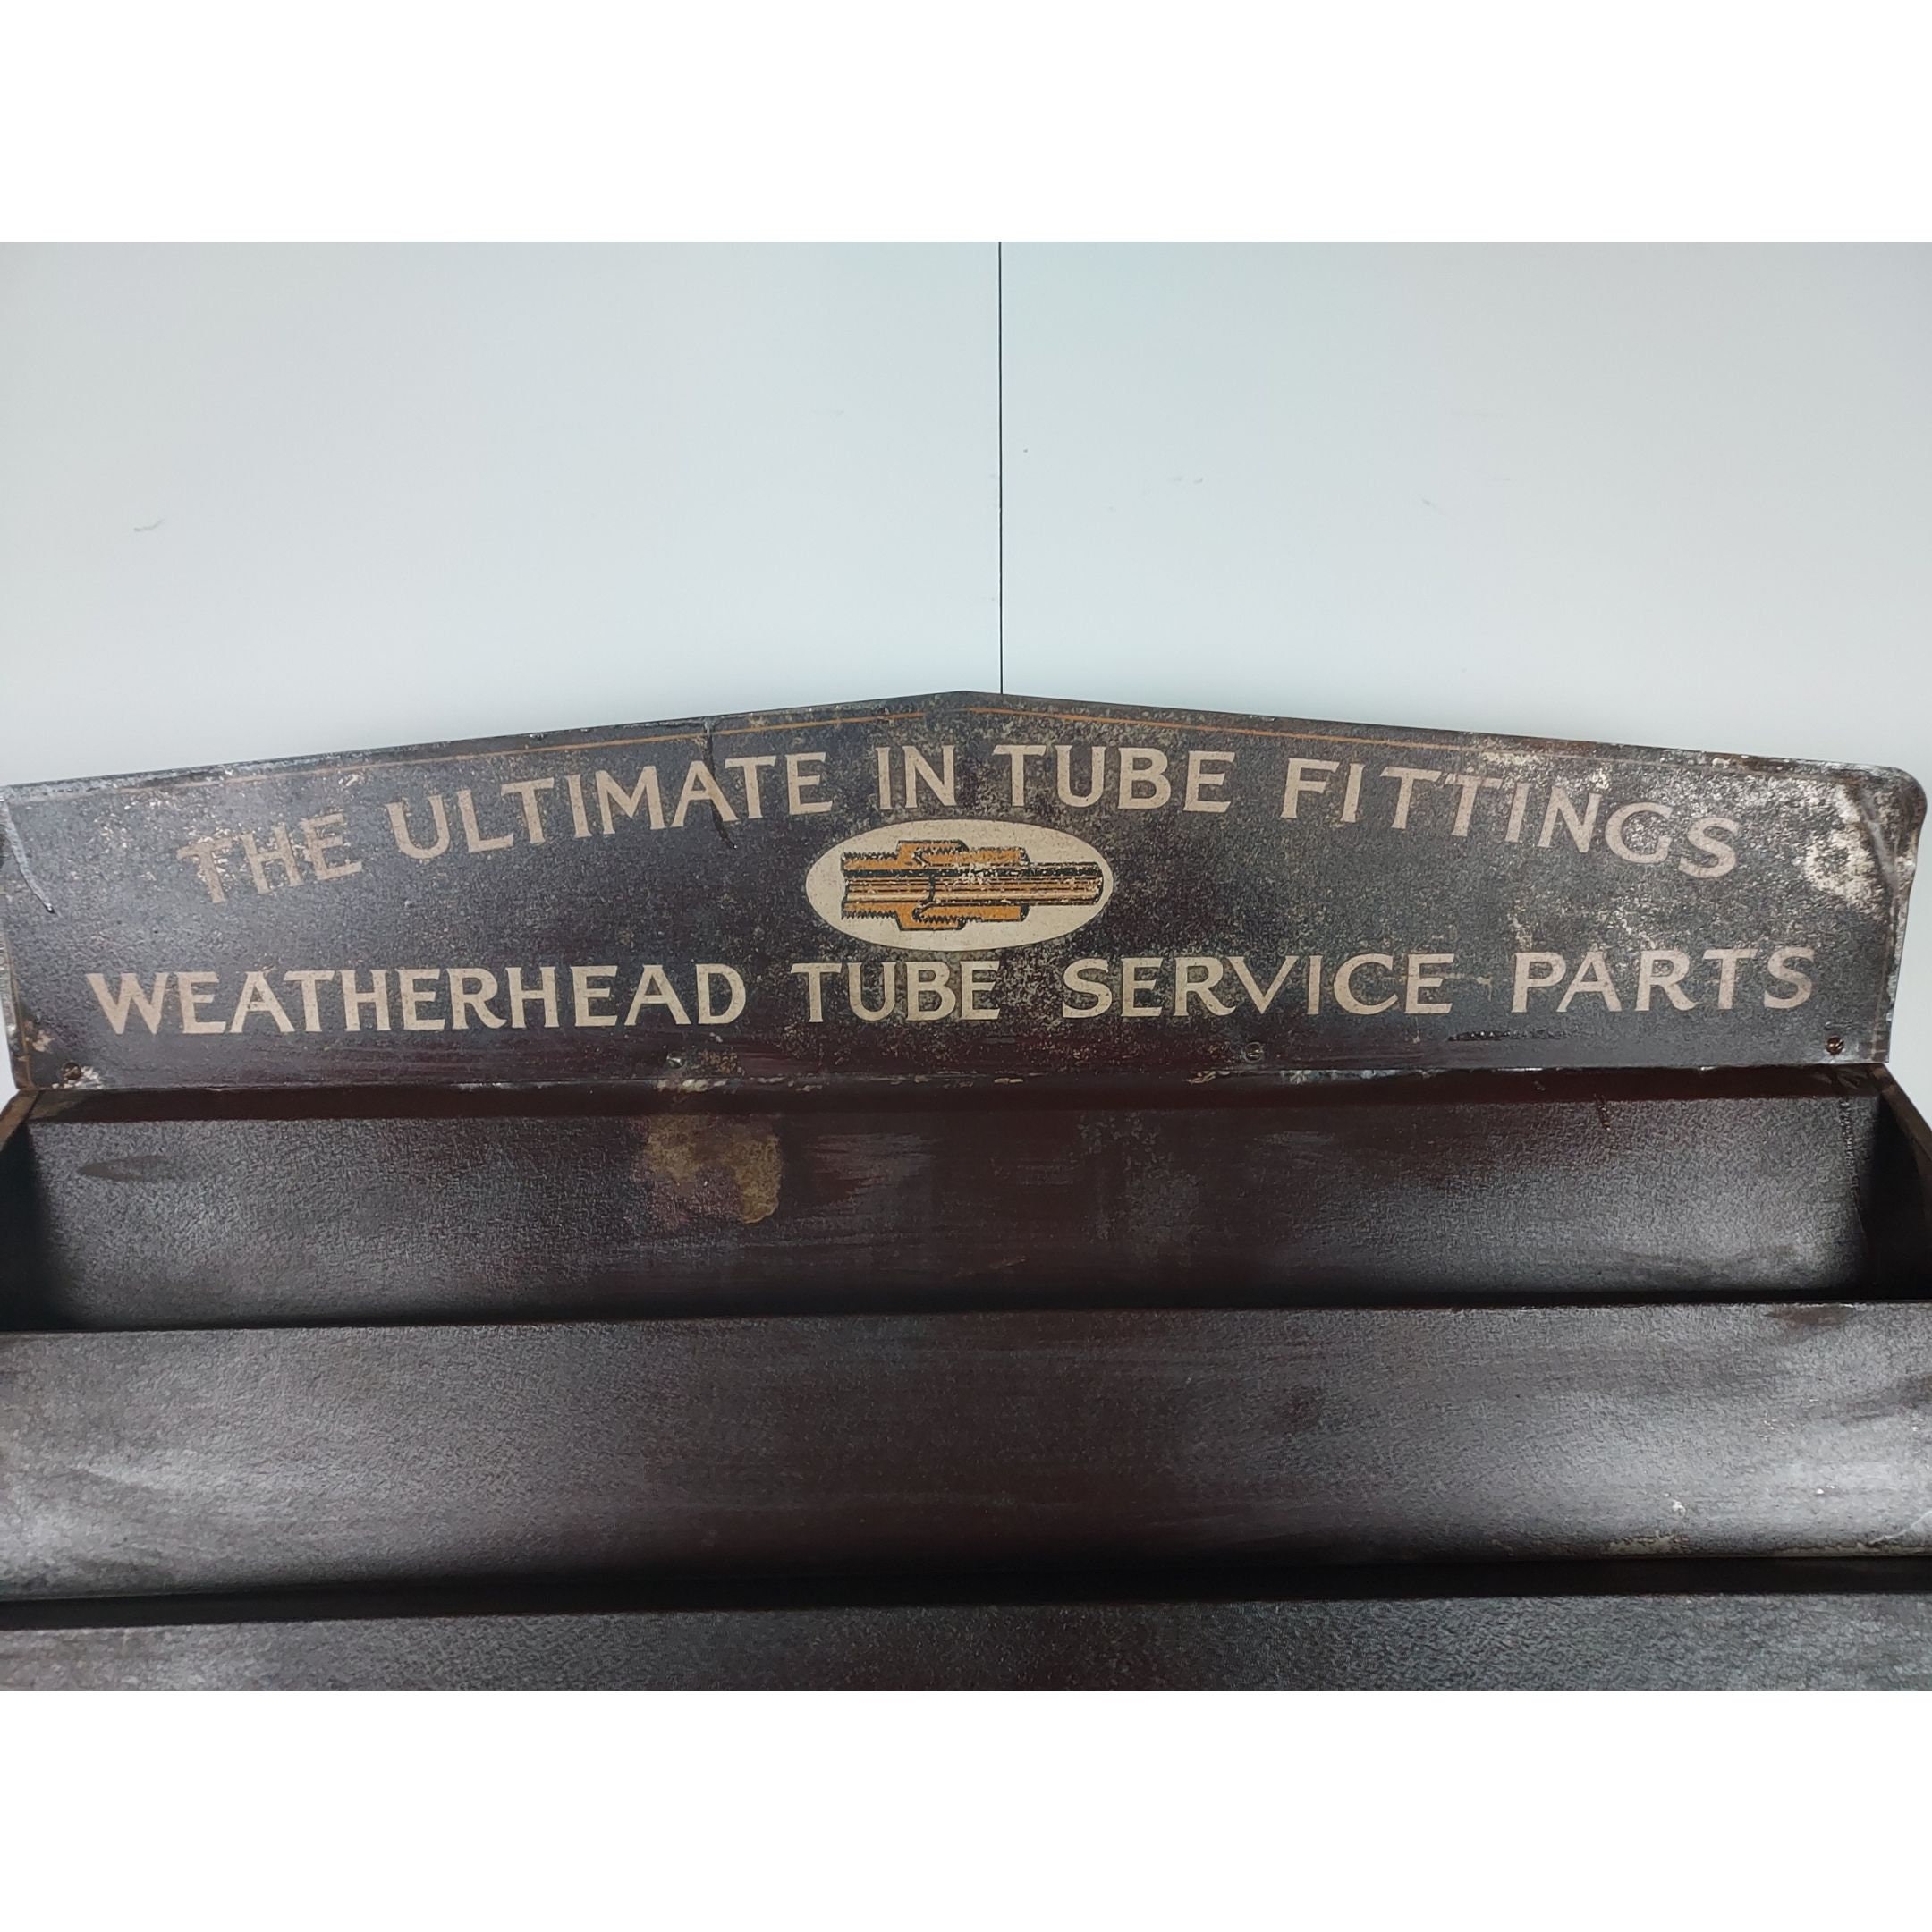 THE ULTIMATE IN TUBE FITTINGS
WEATHERHEAD TUBE SERVICE PARTS